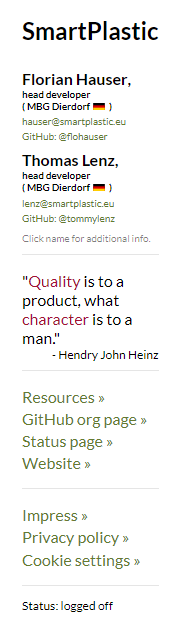 SmartPlastic
Florian Hauser,
head developer
( MBG Dierdorf 🇩🇪 )
hauser@smartplastic.eu
GitHub: @flohauser
Thomas Lenz,
head developer
( MBG Dierdorf 🇩🇪 )
lenz@smartplastic.eu
GitHub: @tommylenz
Click name for additional info.
"Quality is to a
product, what
character is to a
man."
- Hendry John Heinz
Resources »
GitHub org page »
Status page »
Website »
Impress »
Privacy policy »
Cookie settings »
Status: logged off